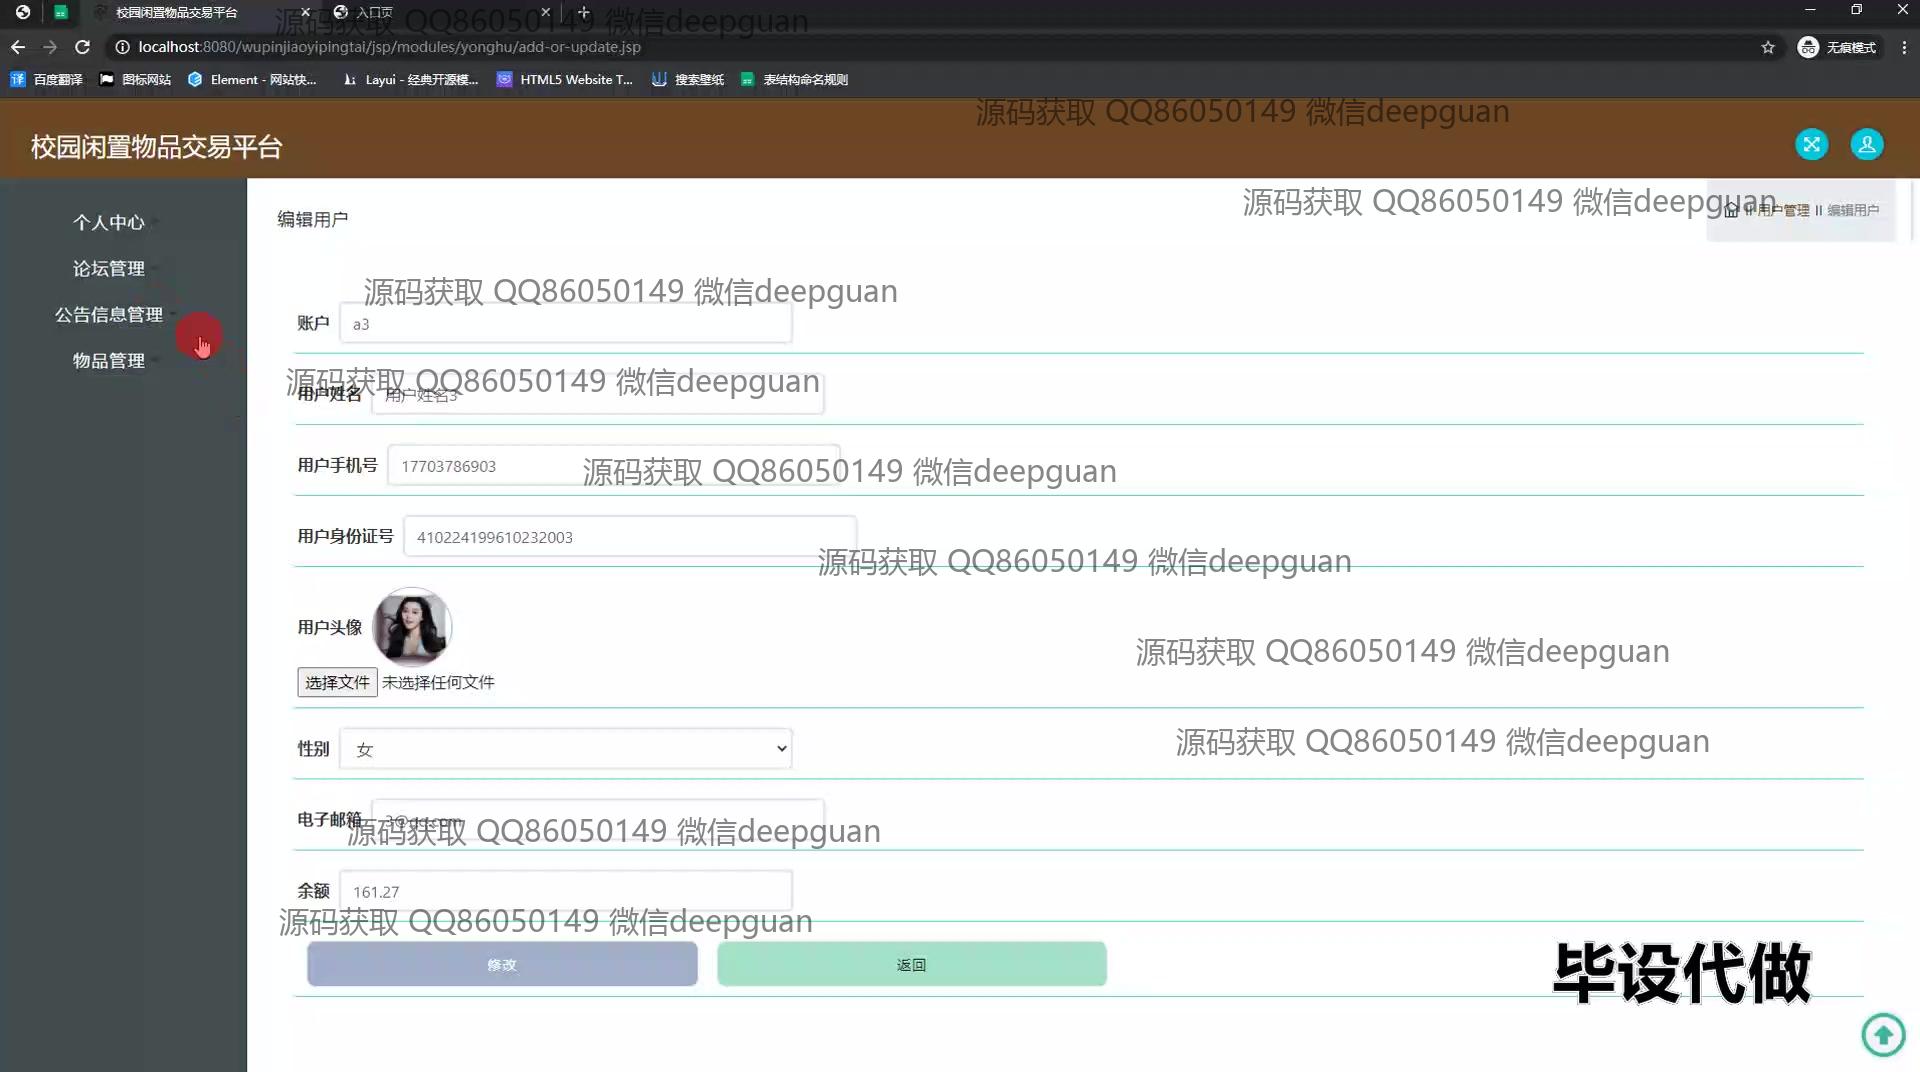 校园闲置物品交易平台
入口页
localhost:8080/wupinjiaoyipingtai/jsp/modules/yonghu/add-or-update.jsp
无痕模式
百度翻译
图标网站
Element - 网站快...
Layui - 经典开源模...
HTML5 Website T...
搜索壁纸
表结构命名规则
源码获取 QQ86050149 微信deepguan
源码获取 QQ86050149 微信deepguan
校园闲置物品交易平台
源码获取 QQ86050149 微信deepguan
个人中心
论坛管理
公告信息管理
物品管理
编辑用户
用户管理 II 编辑用户
源码获取 QQ86050149 微信deepguan
账户 a3
源码获取 QQ86050149 微信deepguan
用户姓名 用户姓名3
用户手机号 17703786903
源码获取 QQ86050149 微信deepguan
用户身份证号 410224199610232003
源码获取 QQ86050149 微信deepguan
用户头像
源码获取 QQ86050149 微信deepguan
选择文件 未选择任何文件
性别 女
源码获取 QQ86050149 微信deepguan
电子邮箱 3@qq.com
源码获取 QQ86050149 微信deepguan
余额 161.27
源码获取 QQ86050149 微信deepguan
修改
返回
毕设代做